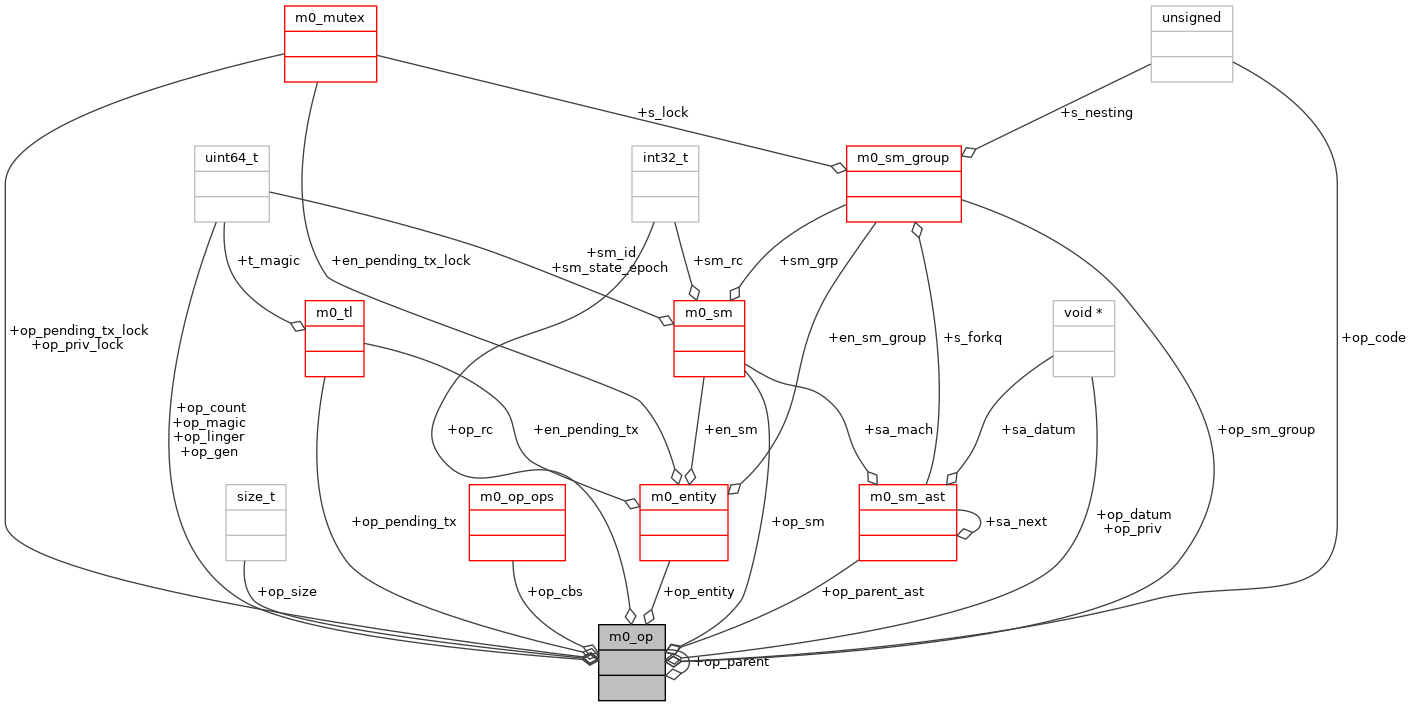 m0_mutex
unsigned
+s_lock
+s_nesting
uint64_t
int32_t
m0_sm_group
+t_magic
+en_pending_tx_lock
+sm_id
+sm_state_epoch
+sm_rc
+sm_grp
m0_tl
m0_sm
void *
+op_pending_tx_lock
+op_priv_lock
+en_sm_group
+s_forkq
+op_code
+op_count
+op_magic
+op_linger
+op_gen
+op_rc
+en_pending_tx
+en_sm
+sa_mach
+sa_datum
+op_sm_group
size_t
m0_op_ops
m0_entity
m0_sm_ast
+op_pending_tx
+op_sm
+sa_next
+op_datum
+op_priv
+op_size
+op_cbs
+op_entity
+op_parent_ast
m0_op
+op_parent